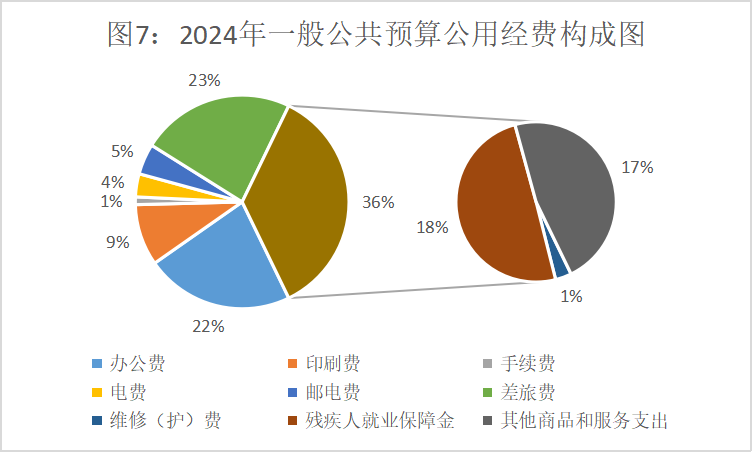 图7：2024年一般公共预算公用经费构成图
23%
5%
4%
1%
9%
22%
36%
18%
17%
1%
办公费 印刷费 手续费
电费 邮电费 差旅费
维修（护）费 残疾人就业保障金 其他商品和服务支出